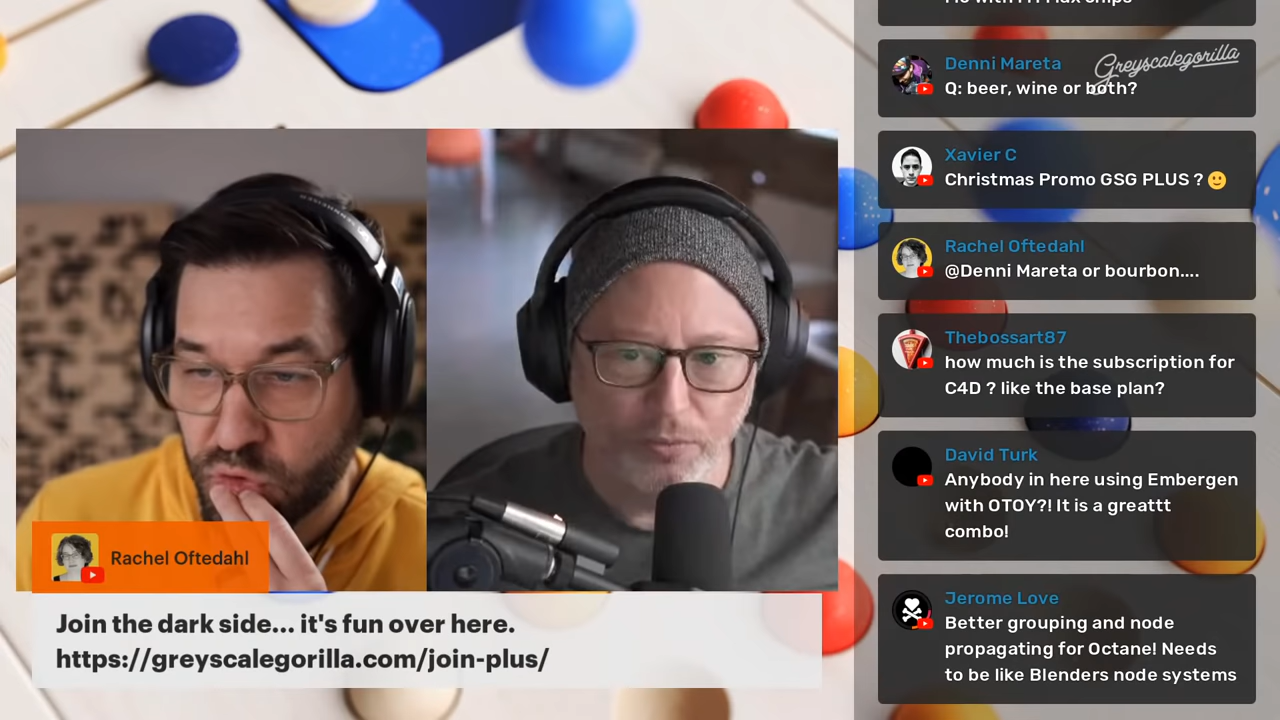 Rachel Oftedahl
Join the dark side... it's fun over here.
https://greyscalegorilla.com/join-plus/
Greyscalegorilla
Denni Mareta
Q: beer, wine or both?
Xavier C
Christmas Promo GSG PLUS ? 🙂
Rachel Oftedahl
@Denni Mareta or bourbon....
Thebossart87
how much is the subscription for
C4D ? like the base plan?
David Turk
Anybody in here using Embergen
with OTOY?! It is a greattt
combo!
Jerome Love
Better grouping and node
propagating for Octane! Needs
to be like Blenders node systems